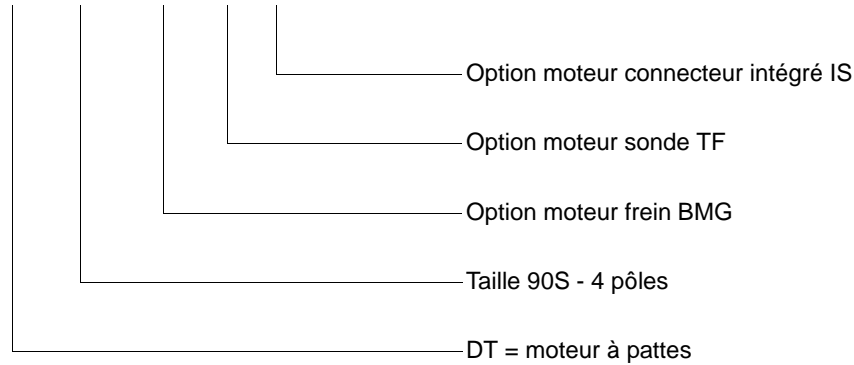 Option moteur connecteur intégré IS
Option moteur sonde TF
Option moteur frein BMG
Taille 90S - 4 pôles
DT = moteur à pattes